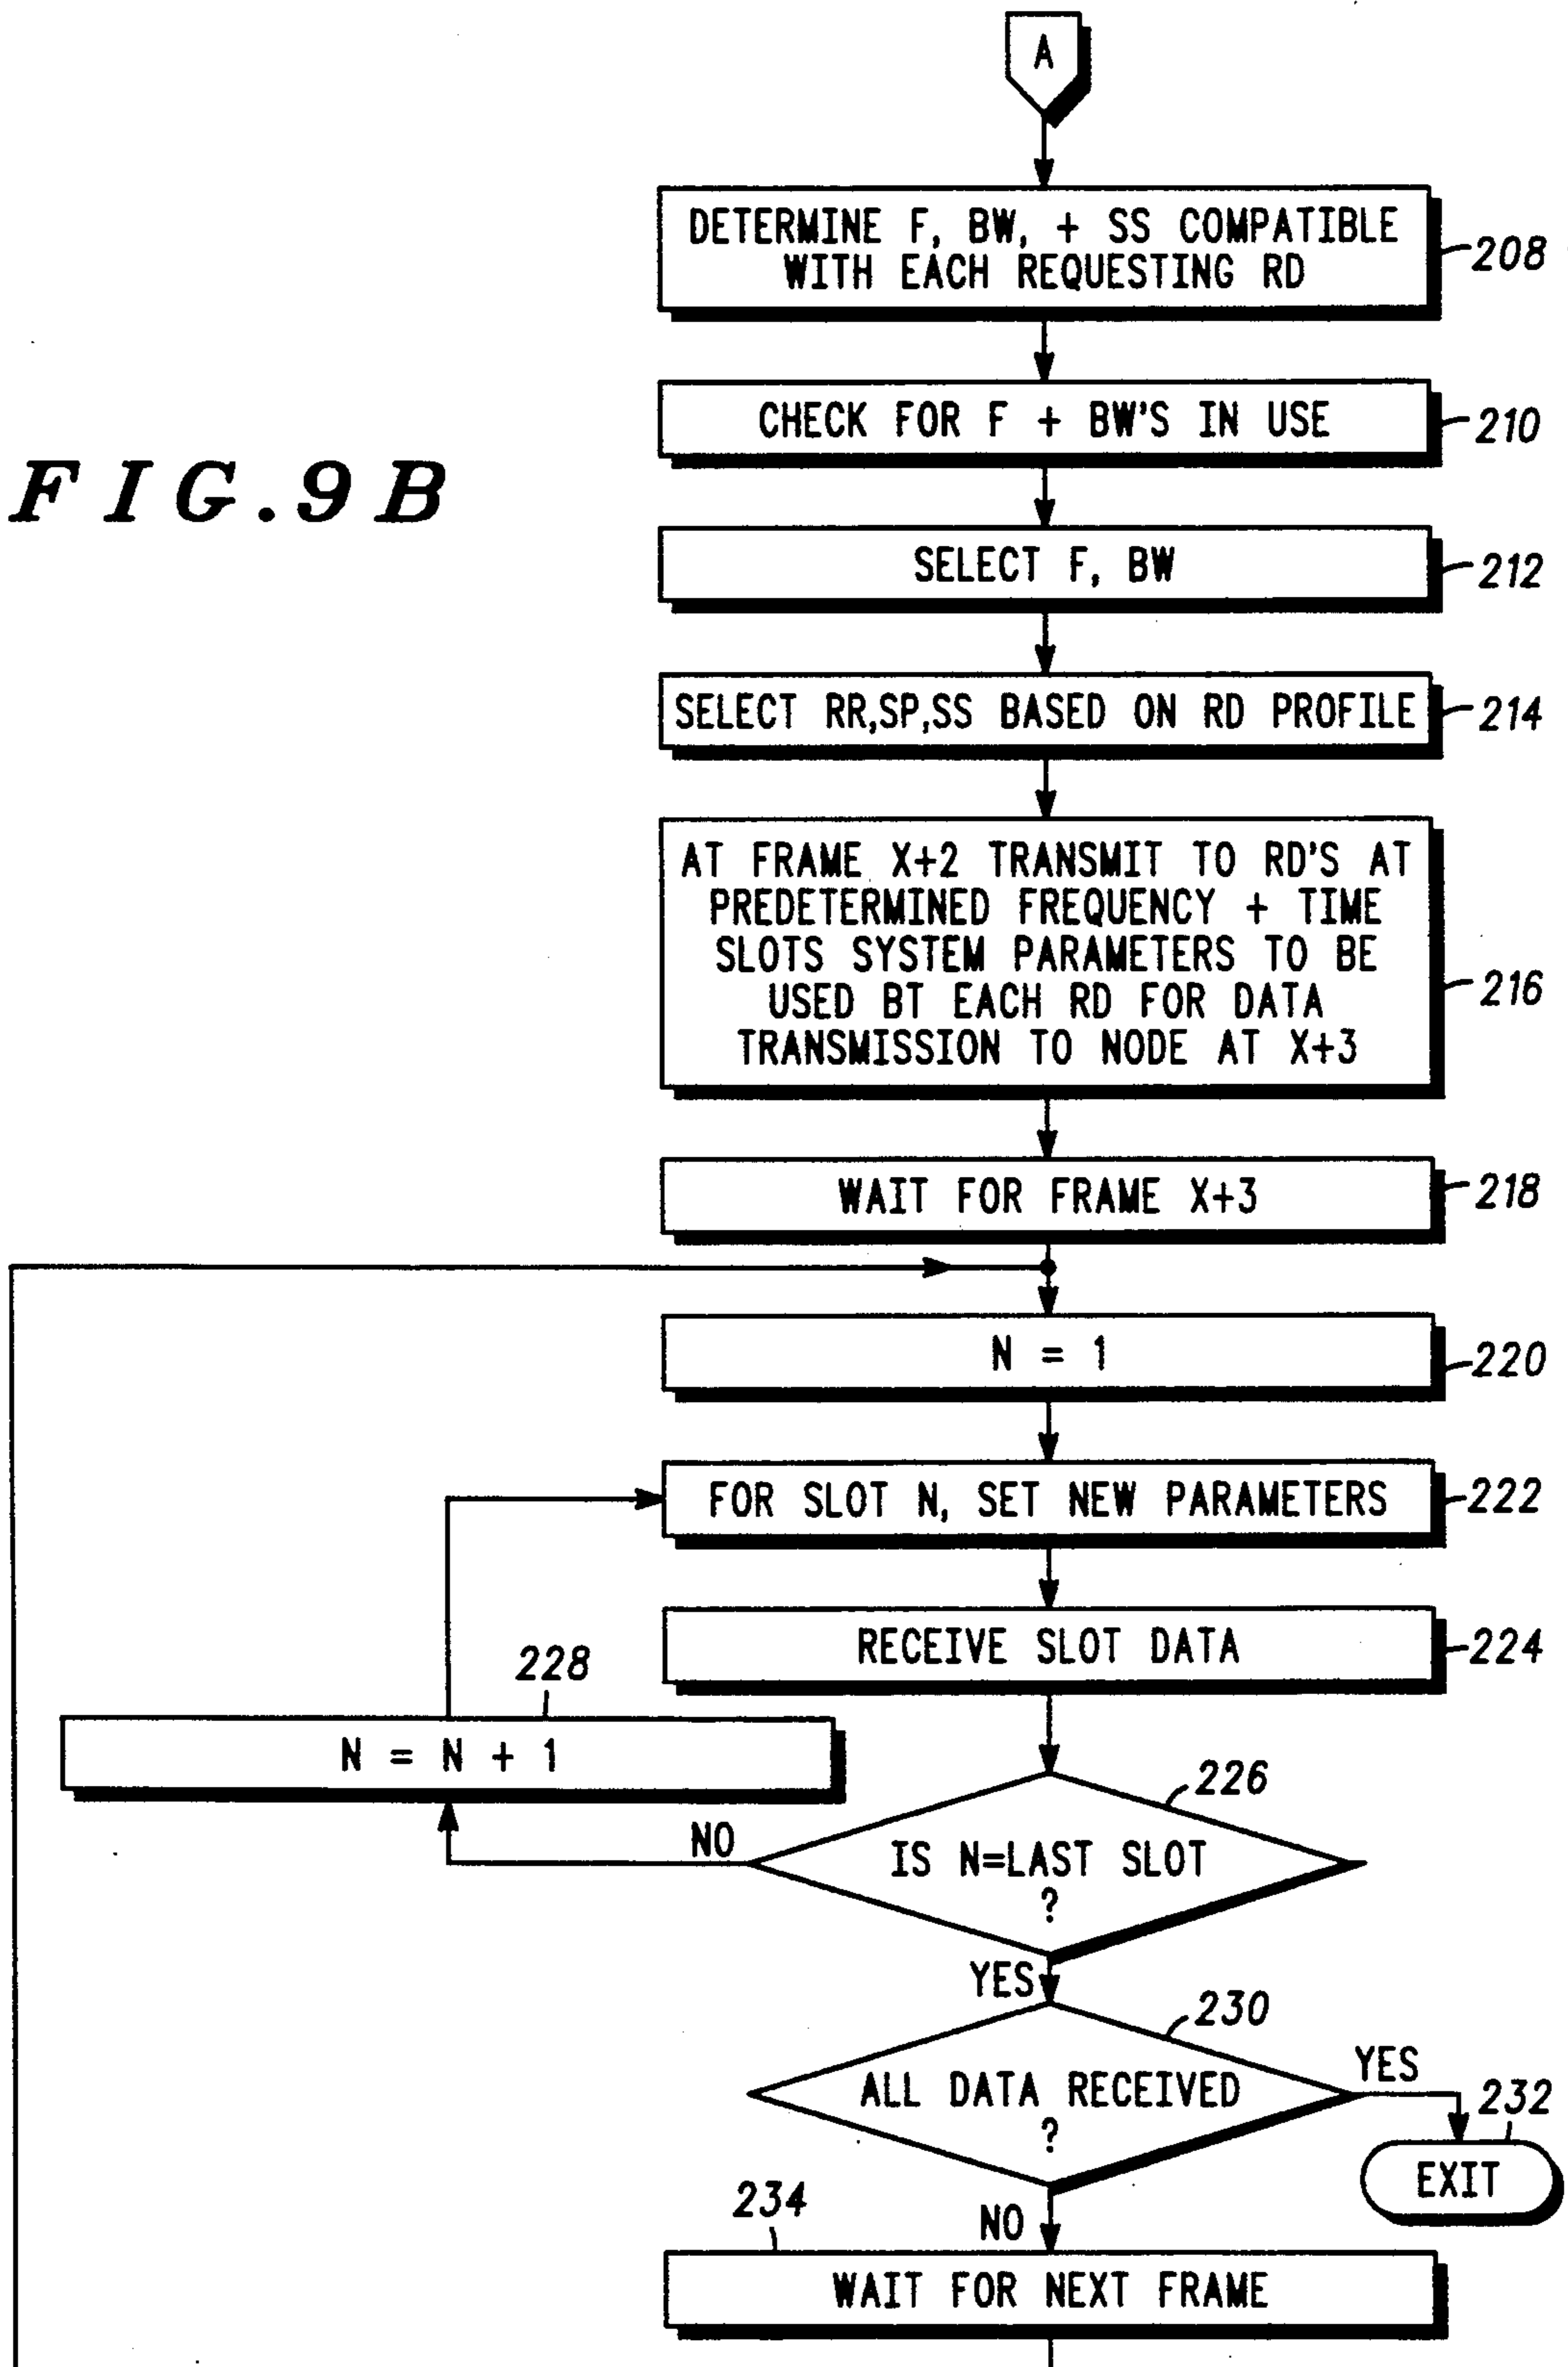 A
DETERMINE F, BW, + SS COMPATIBLE
WITH EACH REQUESTING RD
208
CHECK FOR F + BW'S IN USE
210
FIG.9B
SELECT F, BW
212
SELECT RR,SP,SS BASED ON RD PROFILE
214
AT FRAME X+2 TRANSMIT TO RD'S AT
PREDETERMINED FREQUENCY + TIME
SLOTS SYSTEM PARAMETERS TO BE
USED BT EACH RD FOR DATA
TRANSMISSION TO NODE AT X+3
216
WAIT FOR FRAME X+3
218
N = 1
220
FOR SLOT N, SET NEW PARAMETERS
222
RECEIVE SLOT DATA
224
228
N = N + 1
226
NO
IS N=LAST SLOT
?
YES
230
ALL DATA RECEIVED
?
YES
232
EXIT
234
NO
WAIT FOR NEXT FRAME